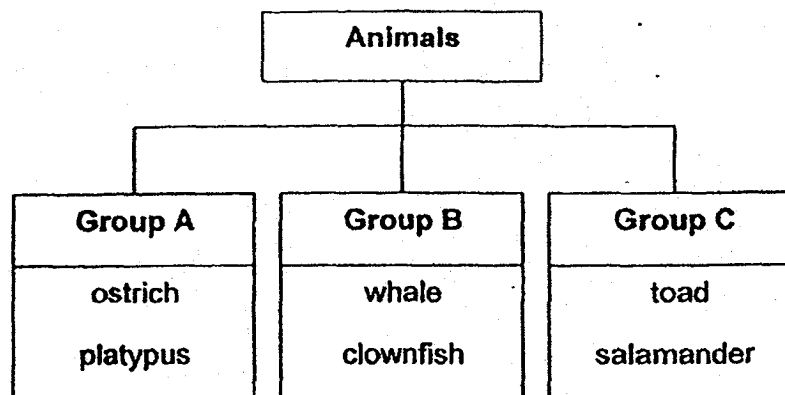 Animals
Group A
ostrich
platypus
Group B
whale
clownfish
Group C
toad
salamander